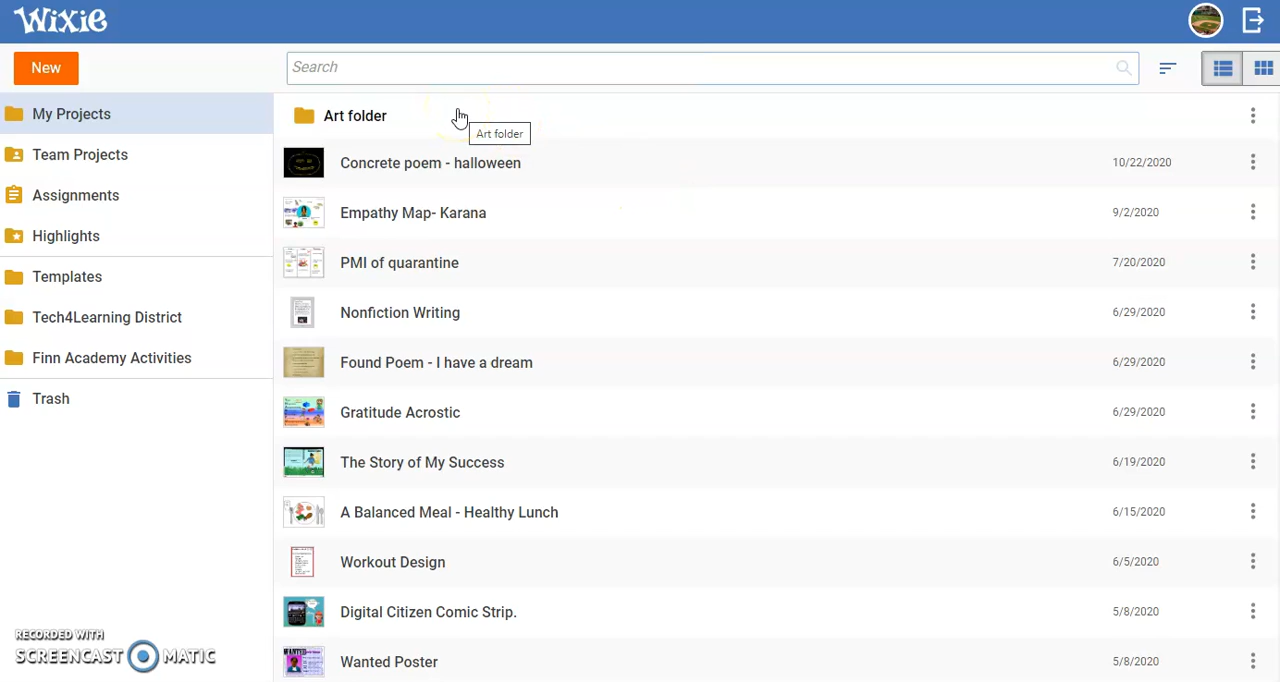 Wixie
New
Search
My Projects
Team Projects
Assignments
Highlights
Templates
Tech4Learning District
Finn Academy Activities
Trash
Art folder
Art folder
Concrete poem - halloween 10/22/2020
Empathy Map- Karana 9/2/2020
PMI of quarantine 7/20/2020
Nonfiction Writing 6/29/2020
Found Poem - I have a dream 6/29/2020
Gratitude Acrostic 6/29/2020
The Story of My Success 6/19/2020
A Balanced Meal - Healthy Lunch 6/15/2020
Workout Design 6/5/2020
Digital Citizen Comic Strip. 5/8/2020
Wanted Poster 5/8/2020
WANTED
RECORDED WITH
SCREENCAST MATIC